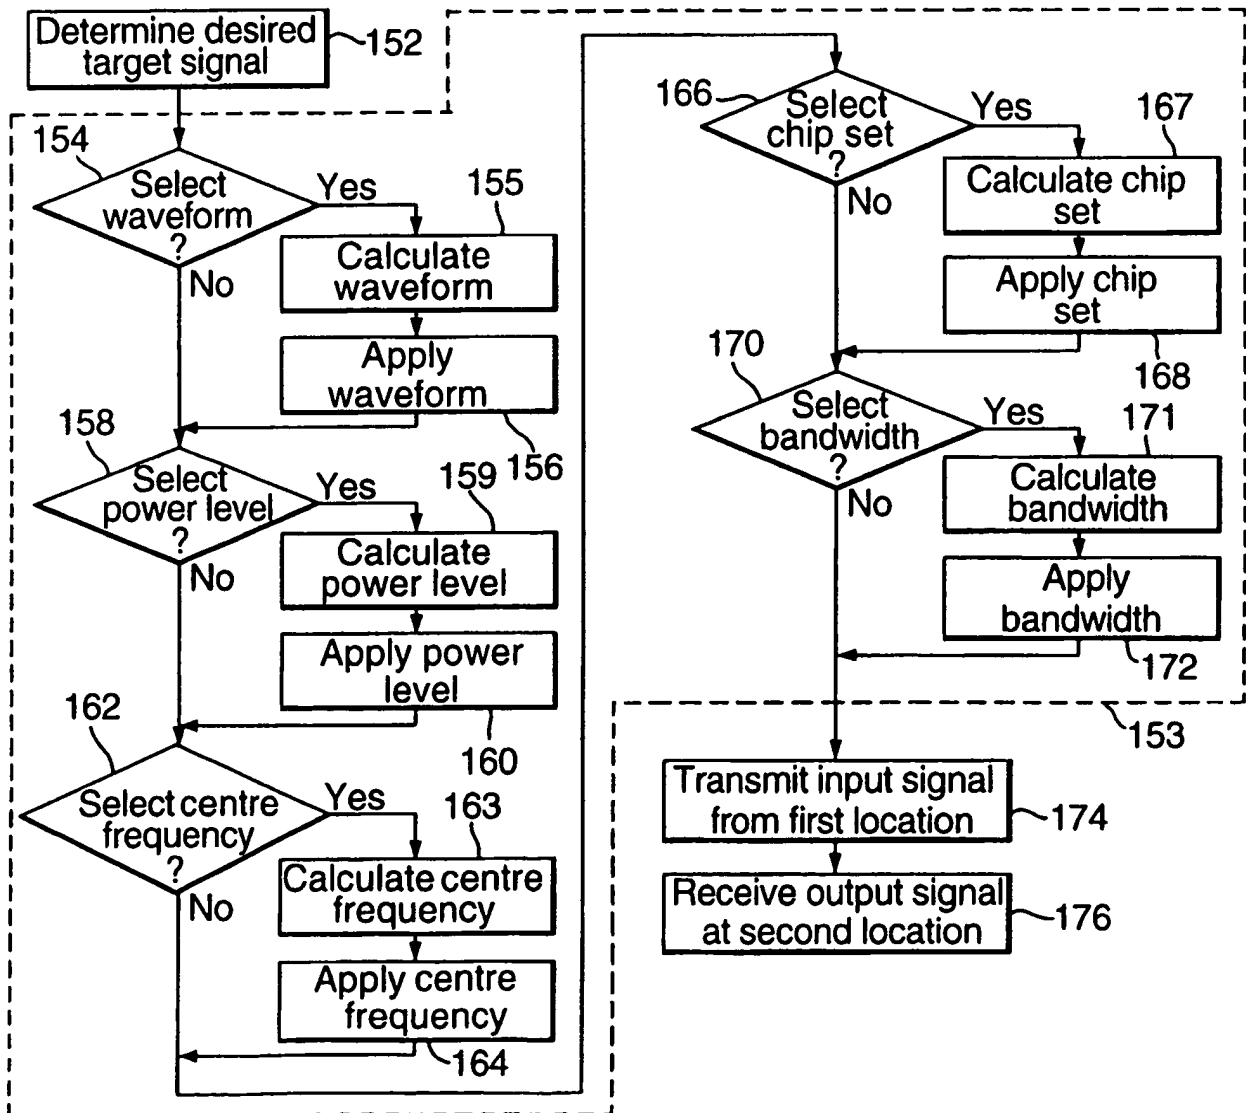 Determine desired
target signal
152
154
Select
waveform
?
Yes
No
155
Calculate
waveform
Apply
waveform
156
158
Select
power level
?
Yes
No
159
Calculate
power level
Apply power
level
160
162
Select centre
frequency
?
Yes
No
163
Calculate centre
frequency
Apply centre
frequency
164
166
Select
chip set
?
Yes
No
167
Calculate chip
set
Apply chip
set
168
170
Select
bandwidth
?
Yes
No
171
Calculate
bandwidth
Apply
bandwidth
172
153
Transmit input signal
from first location
174
Receive output signal
at second location
176